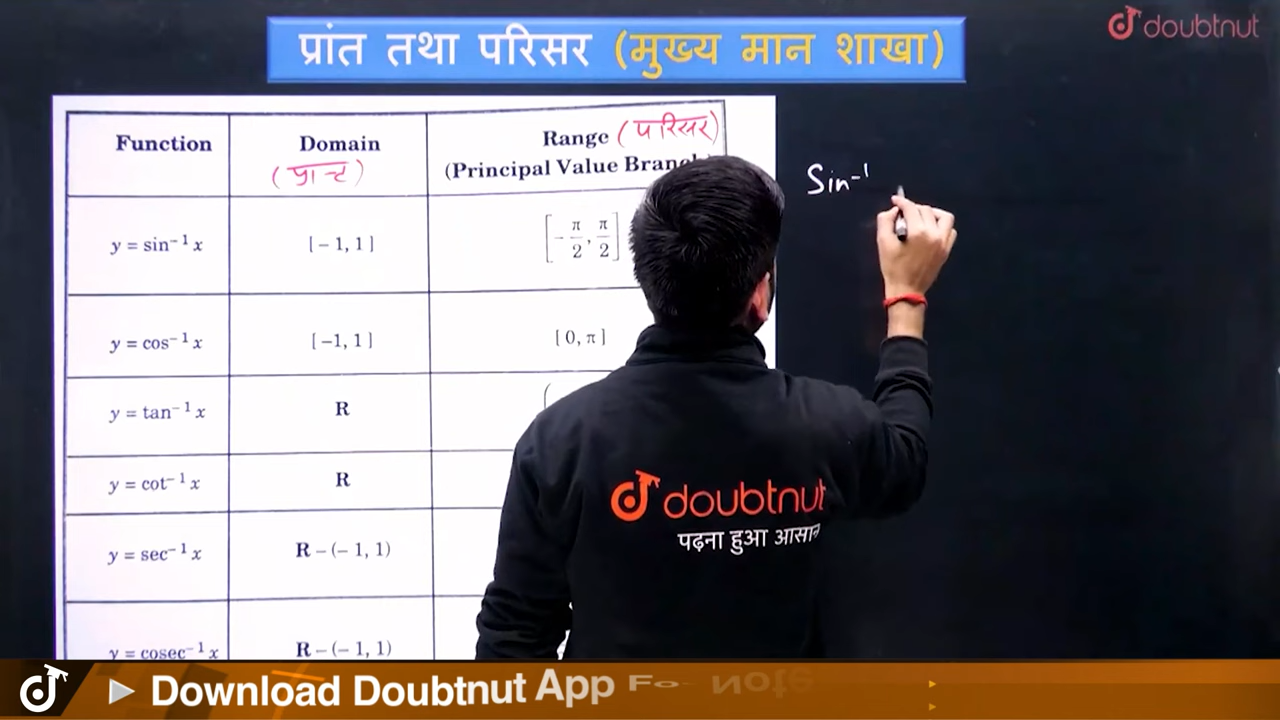 प्रांत तथा परिसर (मुख्य मान शाखा)
doubtnut
Function Domain Range (परिसर)
(प्रान्त) (Principal Value
y = sin⁻¹ x [– 1, 1] [-π/2, π/2]
Sin⁻¹
y = cos⁻¹ x [–1, 1] [0, π]
y = tan⁻¹ x R (
y = cot⁻¹ x R
y = sec⁻¹ x R – (– 1, 1)
y = cosec⁻¹ x R – (– 1, 1)
doubtnut
पढ़ना हुआ आसान
Download Doubtnut App For Note